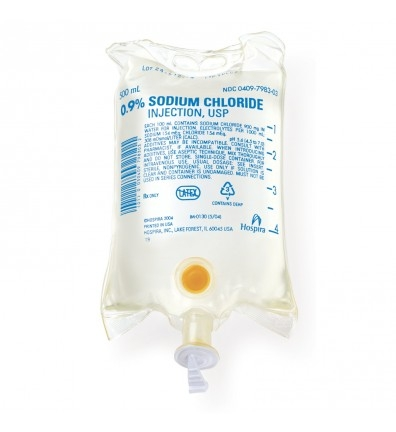 NDC 0409-7983-03
500 mL
0.9% SODIUM CHLORIDE
INJECTION, USP
EACH 100 mL CONTAINS SODIUM CHLORIDE 900 mg IN
WATER FOR INJECTION. ELECTROLYTES PER 1000 mL:
SODIUM 154 mEq; CHLORIDE 154 mEq.
308 mOsmol/LITER (CALC).
ADDITIVES MAY BE INCOMPATIBLE. CONSULT WITH
PHARMACIST, IF AVAILABLE. WHEN INTRODUCING
ADDITIVES, USE ASEPTIC TECHNIQUE, MIX THOROUGHLY
AND DO NOT STORE. SINGLE-DOSE CONTAINER. FOR
INTRAVENOUS USE. USUAL DOSAGE: SEE INSERT.
STERILE, NONPYROGENIC. USE ONLY IF SOLUTION IS
CLEAR AND CONTAINER IS UNDAMAGED. MUST NOT BE
USED IN SERIES CONNECTIONS.
1
2
3
4
Rx ONLY
LATEX
3
CONTAINS DEHP
©HOSPIRA 2004
PRINTED IN USA
HOSPIRA, INC., LAKE FOREST, IL 60045 USA
Hospira